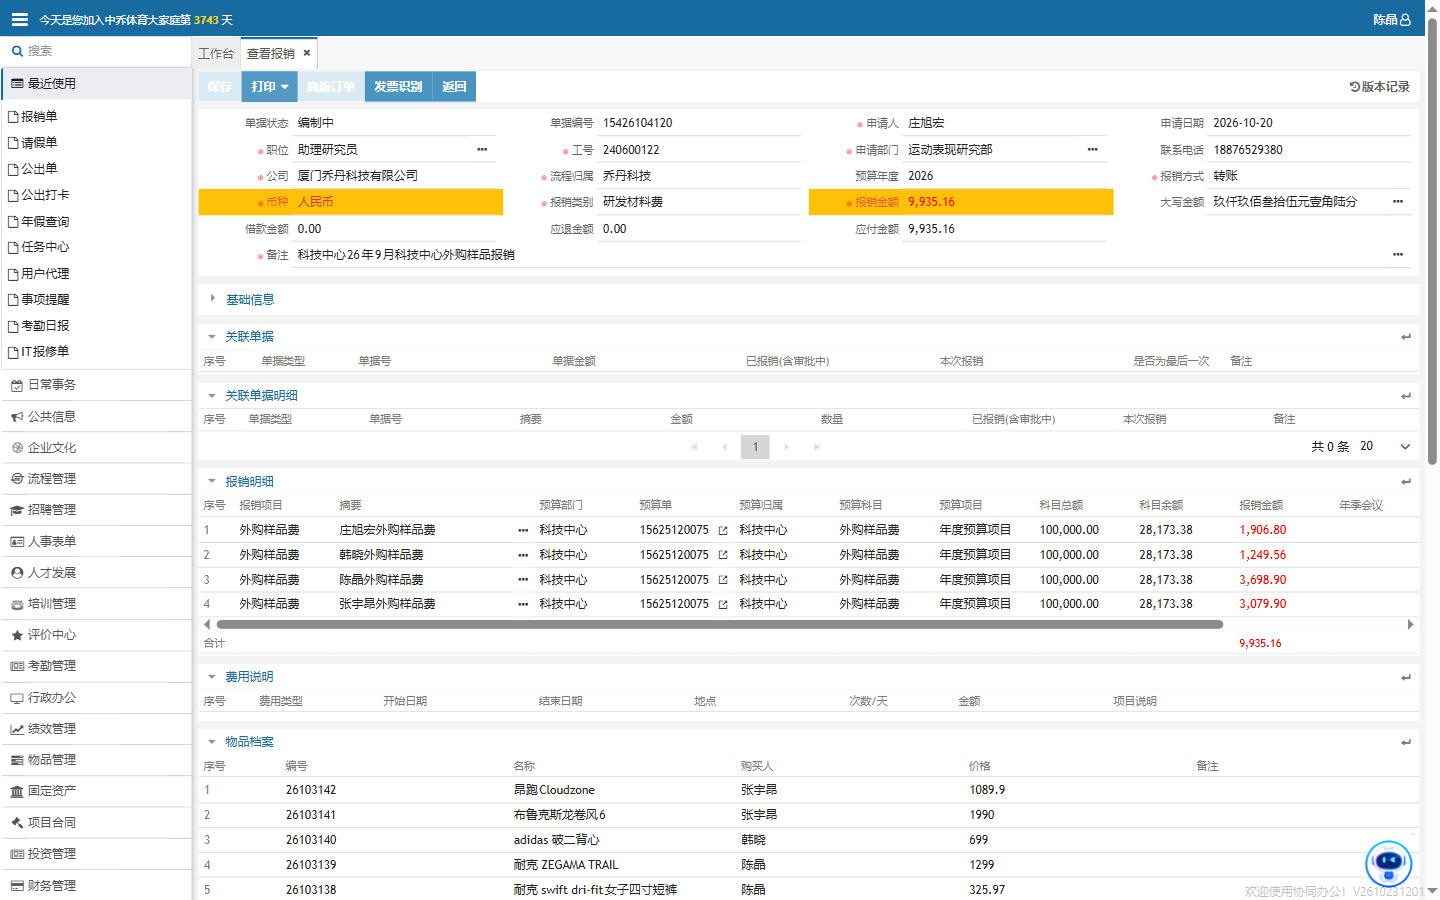 今天是您加入中乔体育大家庭第 3743 天
陈皛
搜索
工作台
查看报销
最近使用
保存
打印
商旅订单
发票识别
返回
版本记录
报销单
请假单
公出单
公出打卡
年假查询
任务中心
用户代理
事项提醒
考勤日报
IT报修单
日常事务
公共信息
企业文化
流程管理
招聘管理
人事表单
人才发展
培训管理
评价中心
考勤管理
行政办公
绩效管理
物品管理
固定资产
项目合同
投资管理
财务管理
单据状态 编制中 单据编号 15426104120 * 申请人 庄旭宏 申请日期 2026-10-20
* 职位 助理研究员 ··· * 工号 240600122 * 申请部门 运动表现研究部 ··· 联系电话 18876529380
* 公司 厦门乔丹科技有限公司 * 流程归属 乔丹科技 预算年度 2026 * 报销方式 转账
* 币种 人民币 * 报销类别 研发材料费 * 报销金额 9,935.16 大写金额 玖仟玖佰叁拾伍元壹角陆分 ···
借款金额 0.00 应退金额 0.00 应付金额 9,935.16
* 备注 科技中心26年9月科技中心外购样品报销 ···
基础信息
关联单据
序号 单据类型 单据号 单据金额 已报销(含审批中) 本次报销 是否为最后一次 备注
关联单据明细
序号 单据类型 单据号 摘要 金额 数量 已报销(含审批中) 本次报销 备注
1 共 0 条 20
报销明细
序号 报销项目 摘要 预算部门 预算单 预算归属 预算科目 预算项目 科目总额 科目余额 报销金额 年季会议
1 外购样品费 庄旭宏外购样品费 ··· 科技中心 15625120075 科技中心 外购样品费 年度预算项目 100,000.00 28,173.38 1,906.80
2 外购样品费 韩晓外购样品费 ··· 科技中心 15625120075 科技中心 外购样品费 年度预算项目 100,000.00 28,173.38 1,249.56
3 外购样品费 陈皛外购样品费 ··· 科技中心 15625120075 科技中心 外购样品费 年度预算项目 100,000.00 28,173.38 3,698.90
4 外购样品费 张宇昂外购样品费 ··· 科技中心 15625120075 科技中心 外购样品费 年度预算项目 100,000.00 28,173.38 3,079.90
合计 9,935.16
费用说明
序号 费用类型 开始日期 结束日期 地点 次数/天 金额 项目说明
物品档案
序号 编号 名称 购买人 价格 备注
1 26103142 昂跑Cloudzone 张宇昂 1089.9
2 26103141 布鲁克斯龙卷风6 张宇昂 1990
3 26103140 adidas 破二背心 韩晓 699
4 26103139 耐克 ZEGAMA TRAIL 陈皛 1299
5 26103138 耐克 swift dri-fit女子四寸短裤 陈皛 325.97
欢迎使用协同办公! V2610231201